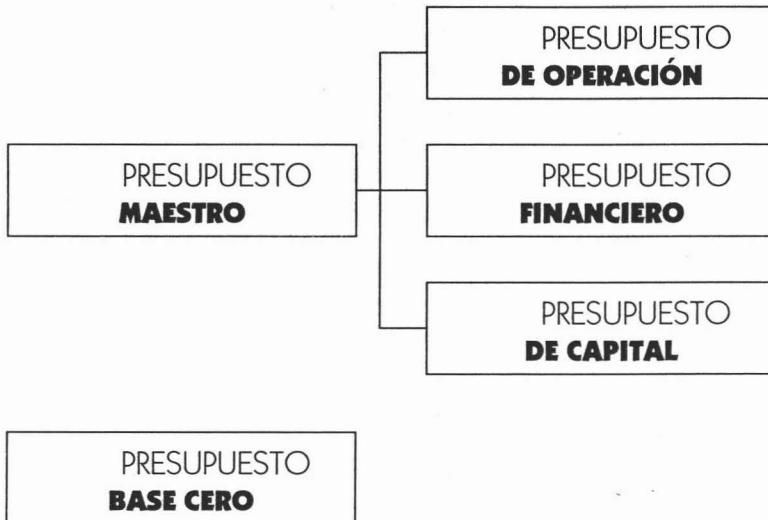 PRESUPUESTO
DE OPERACIÓN
PRESUPUESTO
MAESTRO
PRESUPUESTO
FINANCIERO
PRESUPUESTO
DE CAPITAL
PRESUPUESTO
BASE CERO